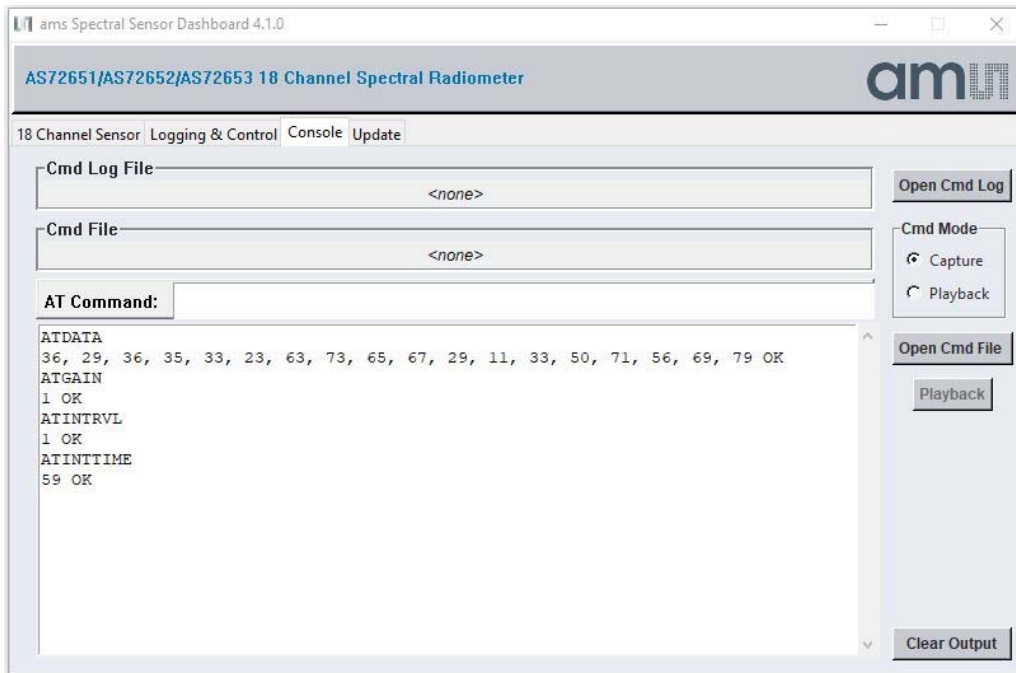 ams Spectral Sensor Dashboard 4.1.0
AS72651/AS72652/AS72653 18 Channel Spectral Radiometer
amu
18 Channel Sensor Logging & Control Console Update
Cmd Log File
<none>
Open Cmd Log
Cmd File
<none>
Cmd Mode
Capture
Playback
AT Command:
ATDATA
36, 29, 36, 35, 33, 23, 63, 73, 65, 67, 29, 11, 33, 50, 71, 56, 69, 79 OK
ATGAIN
1 OK
ATINTRVL
1 OK
ATINTTIME
59 OK
Open Cmd File
Playback
Clear Output